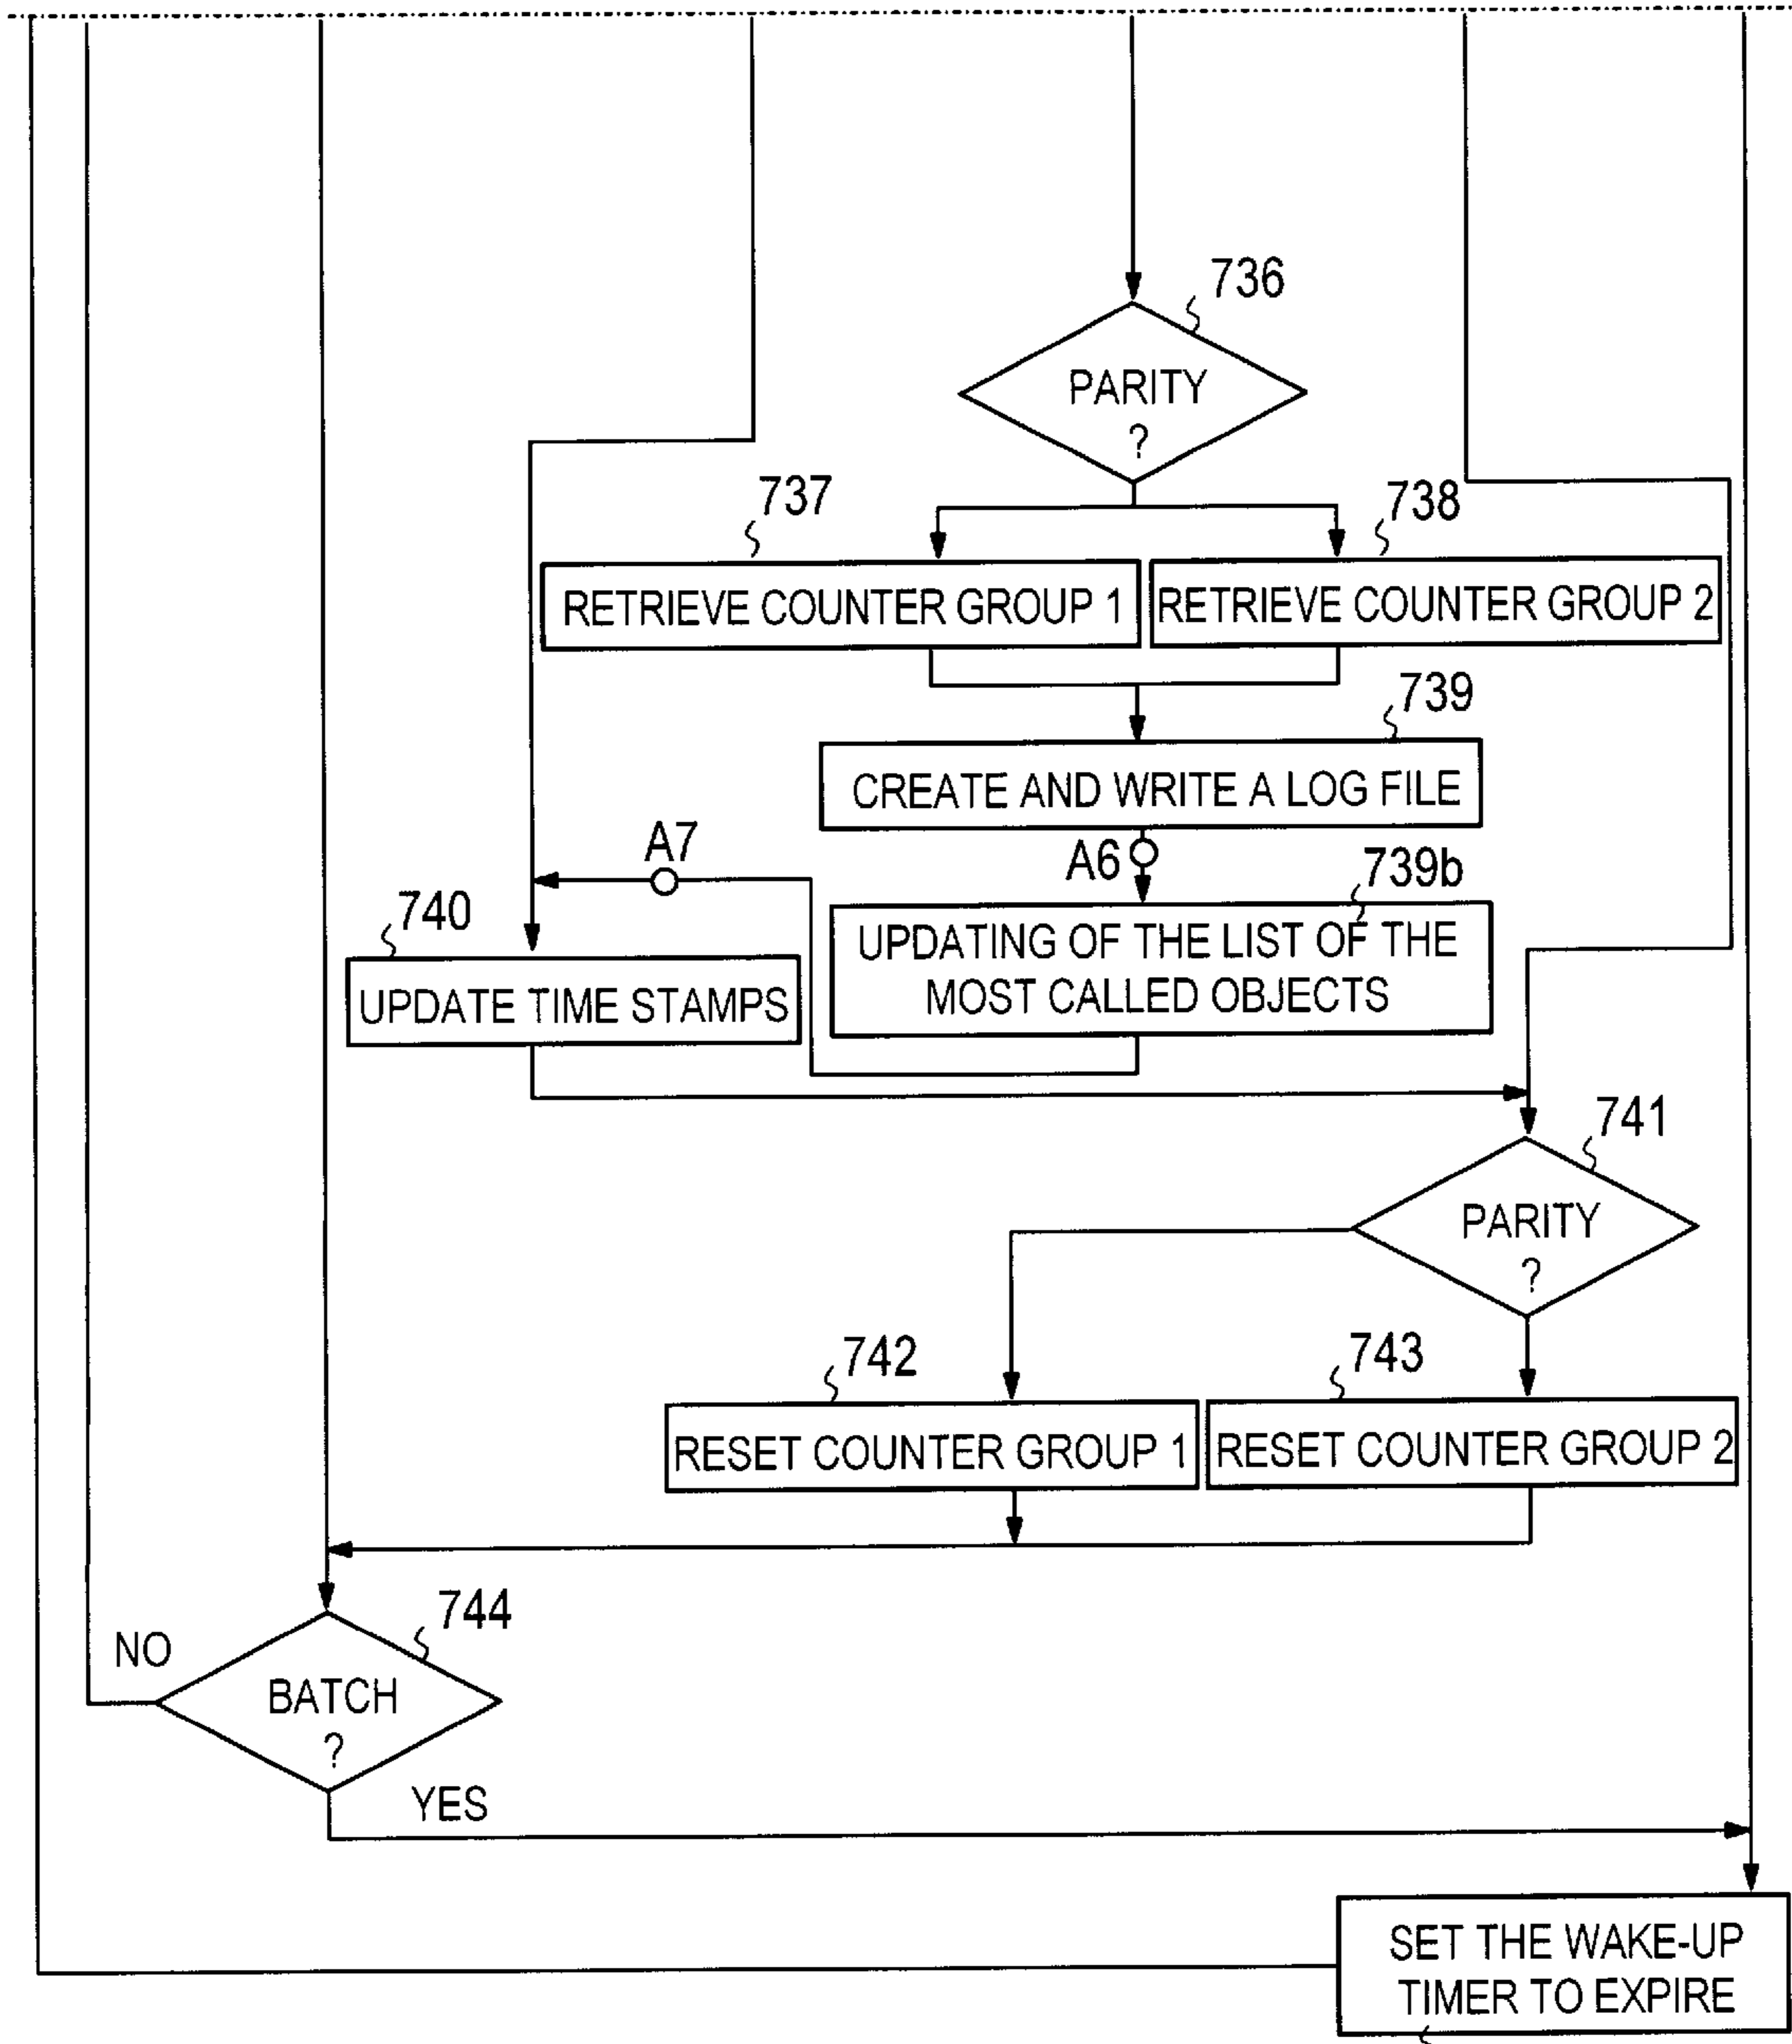 736
PARITY
?
737
738
RETRIEVE COUNTER GROUP 1
RETRIEVE COUNTER GROUP 2
739
CREATE AND WRITE A LOG FILE
A7
A6
739b
740
UPDATING OF THE LIST OF THE
MOST CALLED OBJECTS
UPDATE TIME STAMPS
741
PARITY
?
742
743
RESET COUNTER GROUP 1
RESET COUNTER GROUP 2
744
NO
BATCH
?
YES
SET THE WAKE-UP
TIMER TO EXPIRE